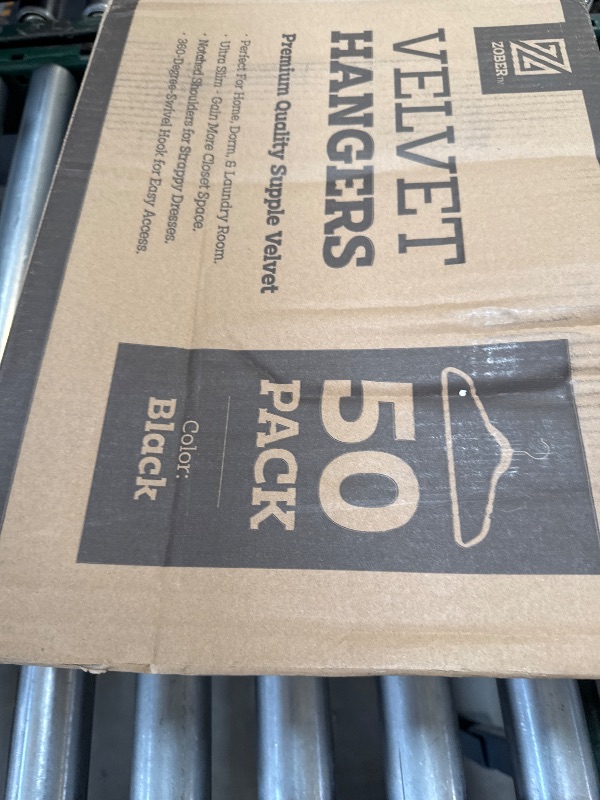 ZOBER™
VELVET
HANGERS
Premium Quality Supple Velvet
· Perfect For Home, Dorm, & Laundry Room.
· Ultra Slim - Gain More Closet Space.
· Notched Shoulders for Strappy Dresses.
· 360-Degree-Swivel Hook for Easy Access.
50
PACK
Color:
Black